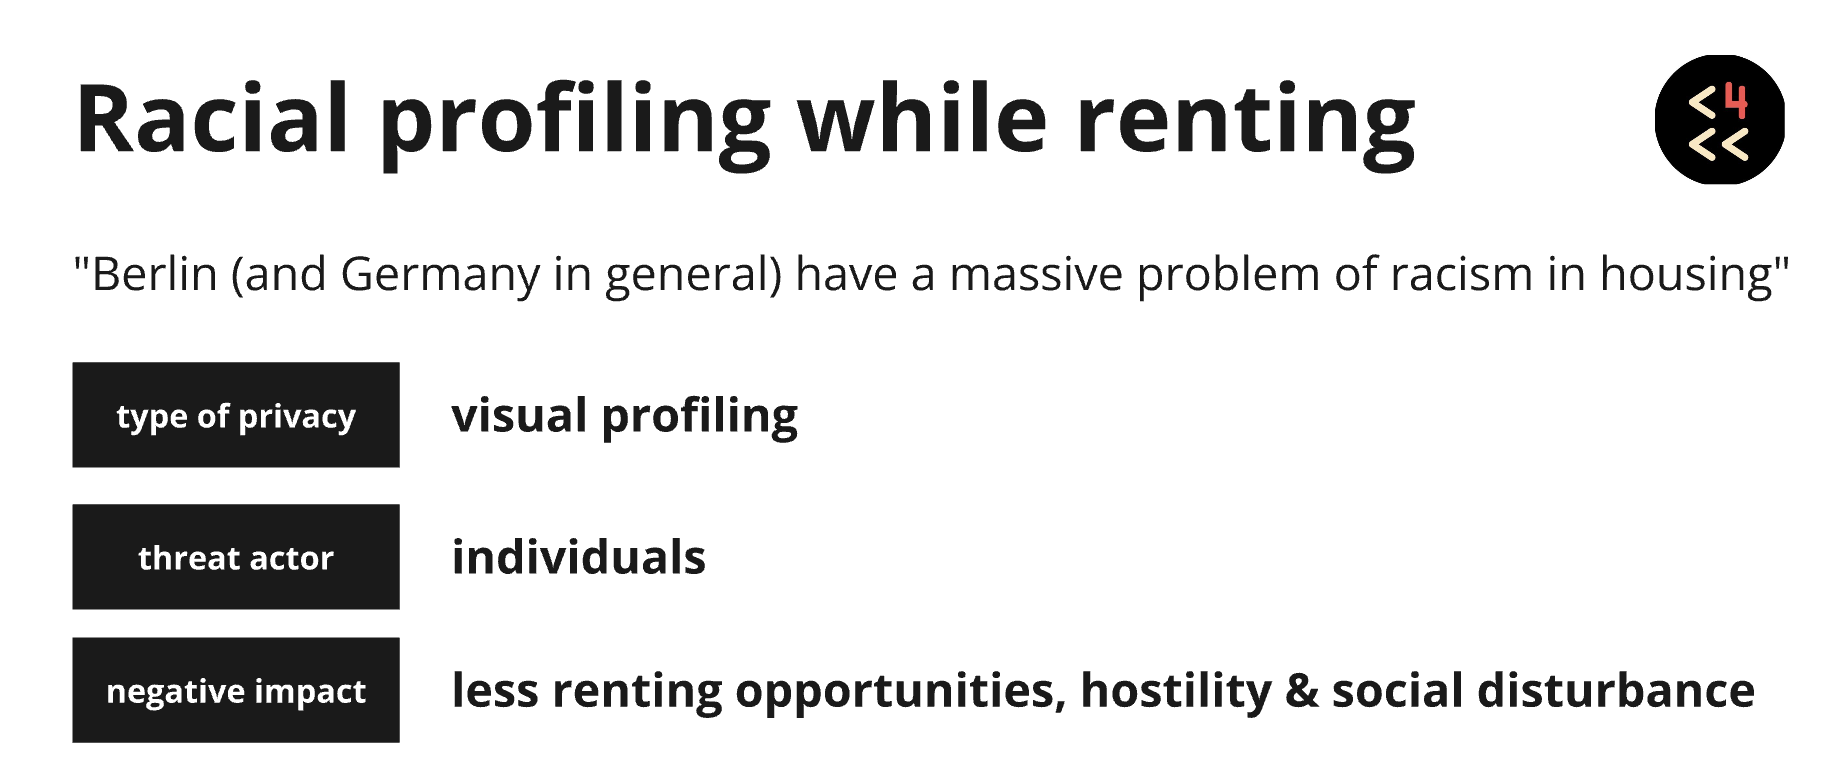 Racial profiling while renting
<4
<<
"Berlin (and Germany in general) have a massive problem of racism in housing"
type of privacy
visual profiling
threat actor
individuals
negative impact
less renting opportunities, hostility & social disturbance